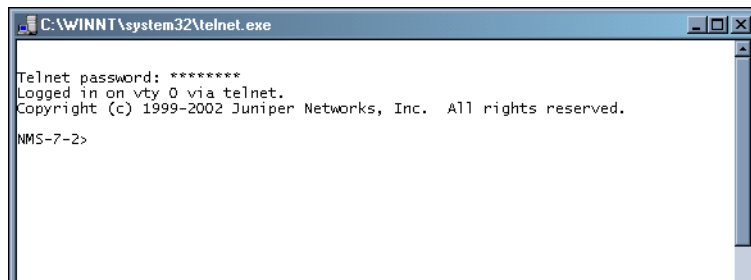 C:\WINNT\system32\telnet.exe
Telnet password: ********
Logged in on vty 0 via telnet.
Copyright (c) 1999-2002 Juniper Networks, Inc.  All rights reserved.
NMS-7-2>